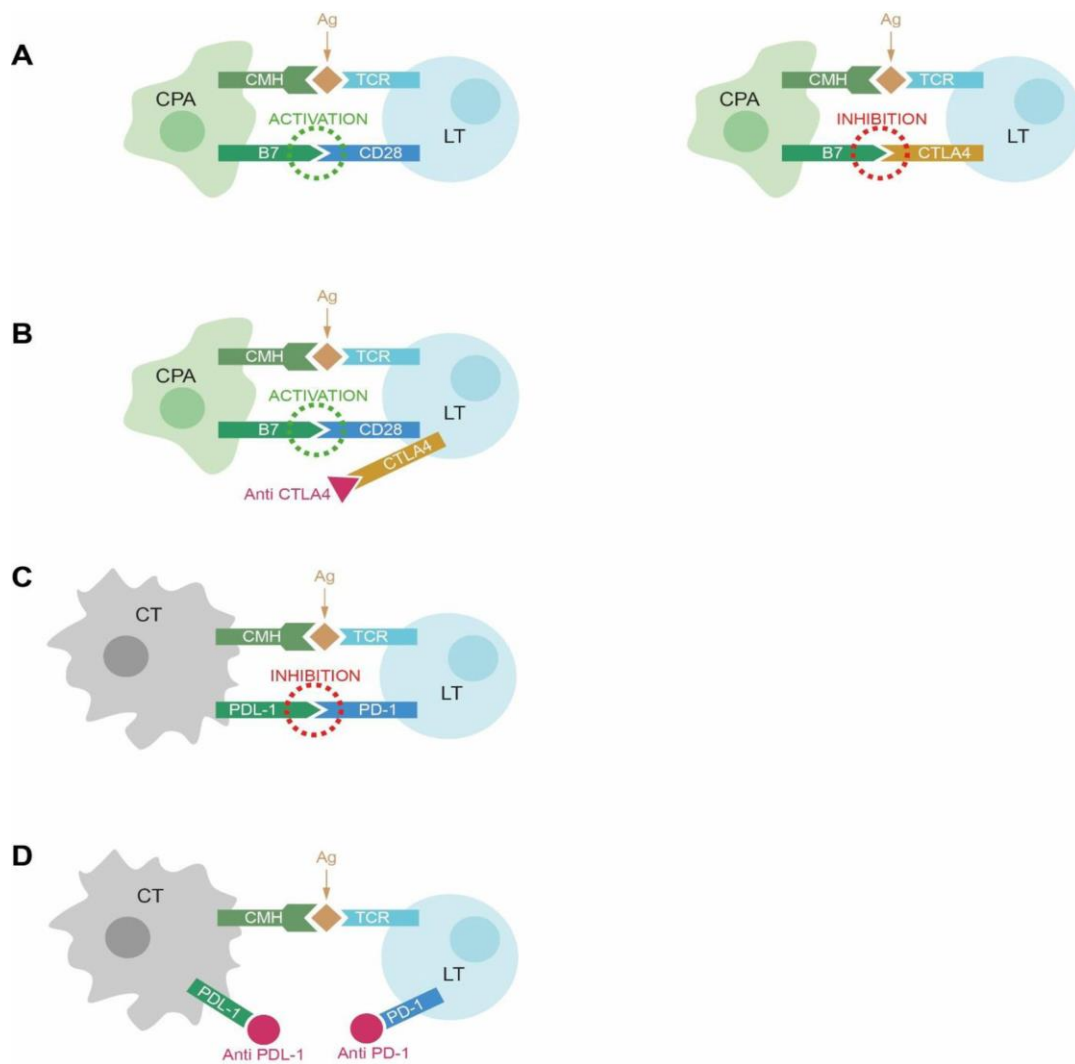 A
Ag
CMH
TCR
CPA
ACTIVATION
LT
B7
CD28
Ag
CMH
TCR
CPA
INHIBITION
LT
B7
CTLA4
B
Ag
CMH
TCR
CPA
ACTIVATION
LT
B7
CD28
CTLA4
Anti CTLA4
C
Ag
CT
CMH
TCR
INHIBITION
LT
PDL-1
PD-1
D
Ag
CT
CMH
TCR
LT
PDL-1
PD-1
Anti PDL-1
Anti PD-1